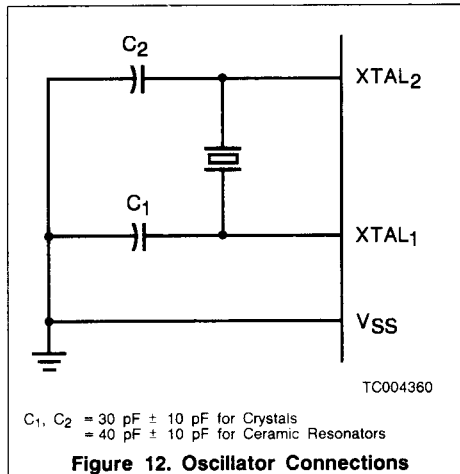 C2
XTAL2
C1
XTAL1
VSS
TC004360
C1, C2 = 30 pF ± 10 pF for Crystals
= 40 pF ± 10 pF for Ceramic Resonators
Figure 12. Oscillator Connections